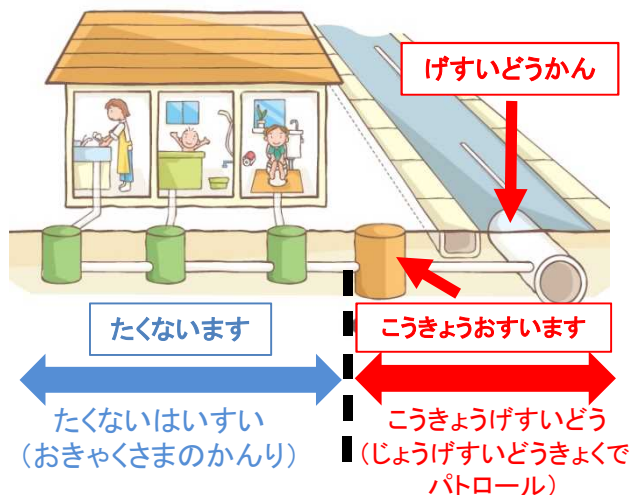 げすいどうかん
たくないます
こうきょうおすいます
たくないはいすい
（おきゃくさまのかんり）
こうきょうげすいどう
（じょうげすいどうきょくで
パトロール）